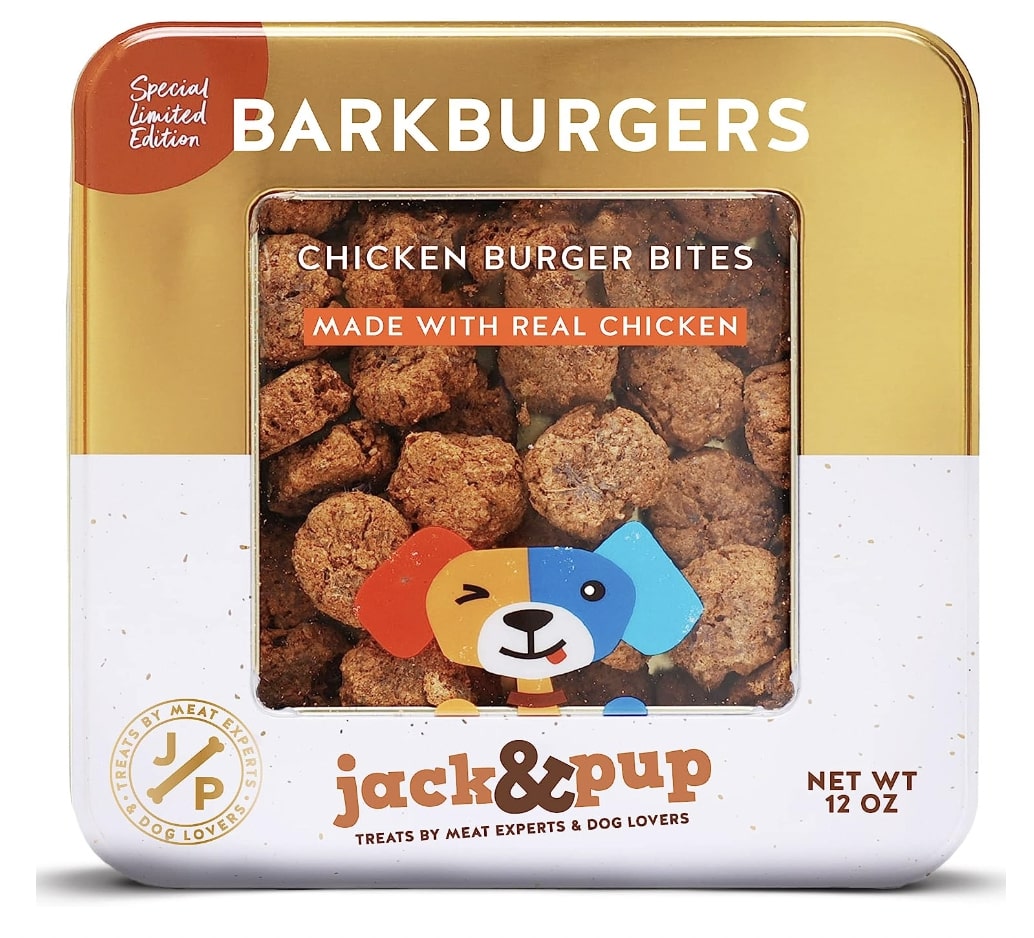 Special
Limited
Edition
BARKBURGERS
CHICKEN BURGER BITES
MADE WITH REAL CHICKEN
TREATS BY MEAT EXPERTS
J/P
& DOG LOVERS
jack&pup
TREATS BY MEAT EXPERTS & DOG LOVERS
NET WT
12 OZ